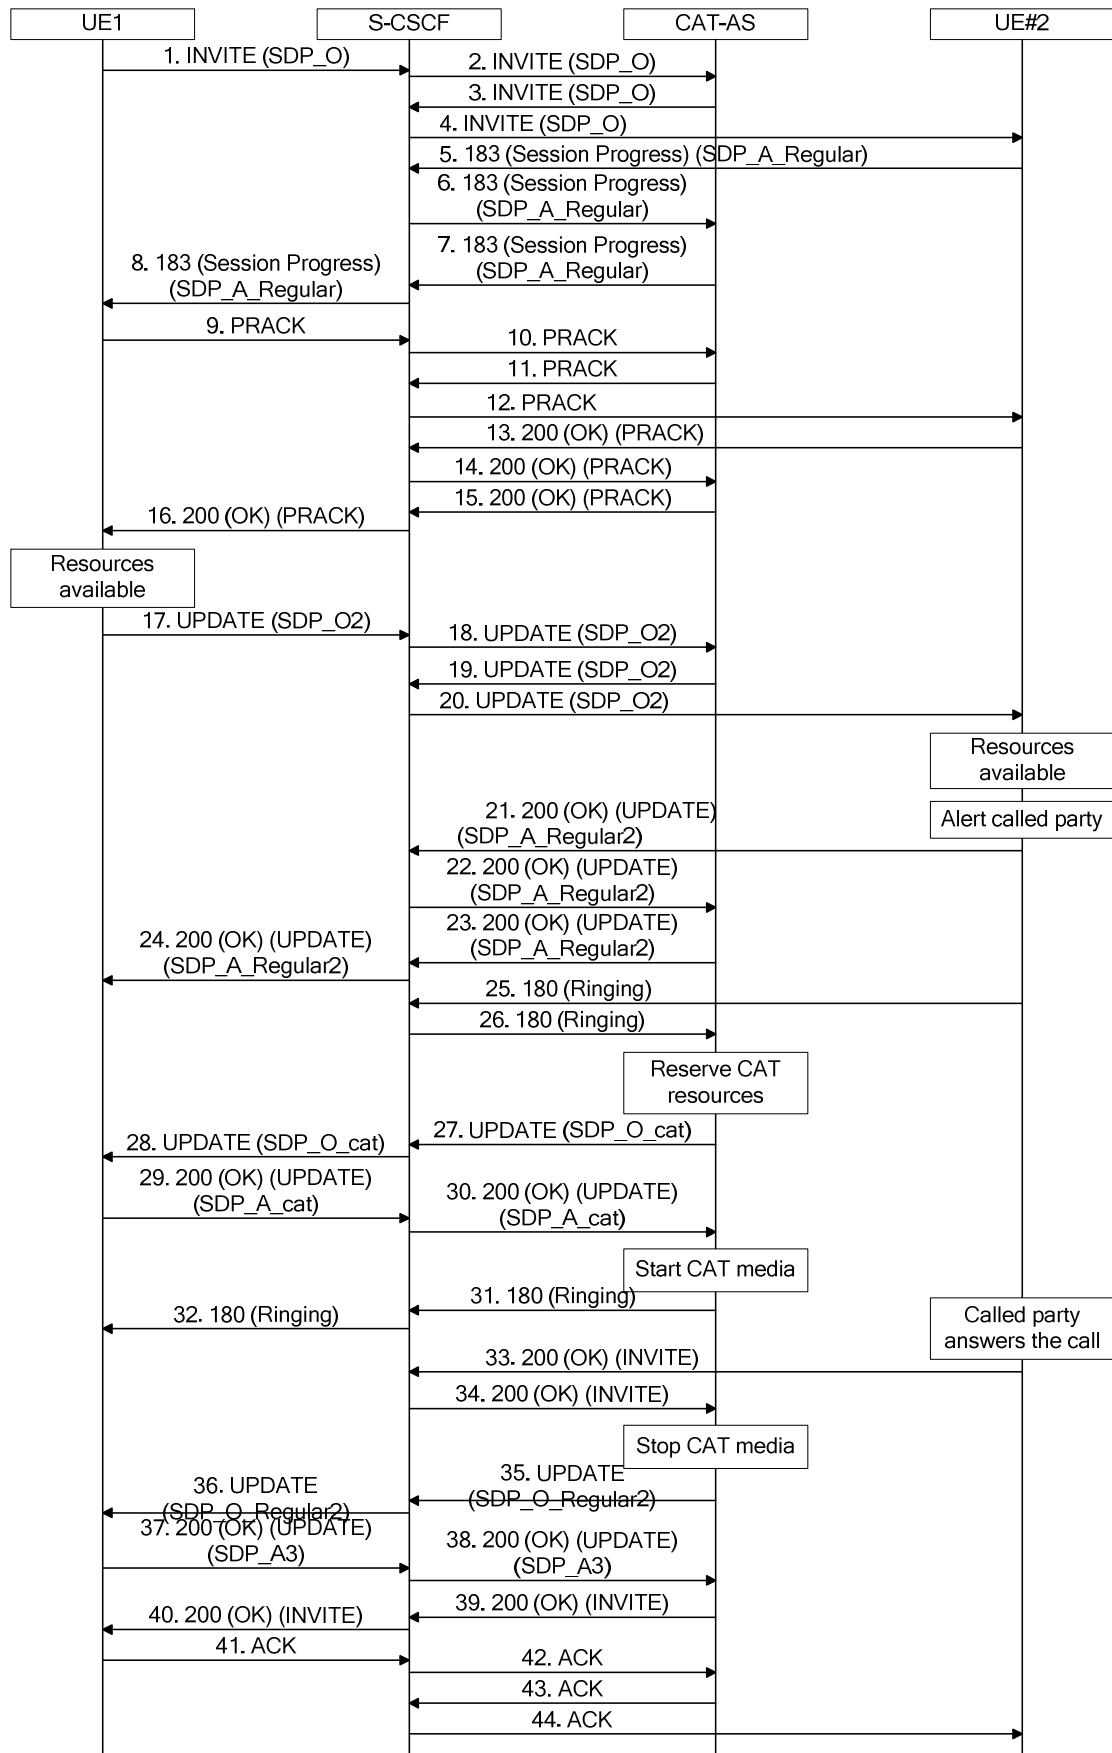 UE1
S-CSCF
CAT-AS
UE#2
1. INVITE (SDP_O)
2. INVITE (SDP_O)
3. INVITE (SDP_O)
4. INVITE (SDP_O)
5. 183 (Session Progress) (SDP_A_Regular)
6. 183 (Session Progress)
(SDP_A_Regular)
7. 183 (Session Progress)
(SDP_A_Regular)
8. 183 (Session Progress)
(SDP_A_Regular)
9. PRACK
10. PRACK
11. PRACK
12. PRACK
13. 200 (OK) (PRACK)
14. 200 (OK) (PRACK)
15. 200 (OK) (PRACK)
16. 200 (OK) (PRACK)
Resources
available
17. UPDATE (SDP_O2)
18. UPDATE (SDP_O2)
19. UPDATE (SDP_O2)
20. UPDATE (SDP_O2)
Resources
available
Alert called party
21. 200 (OK) (UPDATE)
(SDP_A_Regular2)
22. 200 (OK) (UPDATE)
(SDP_A_Regular2)
23. 200 (OK) (UPDATE)
(SDP_A_Regular2)
24. 200 (OK) (UPDATE)
(SDP_A_Regular2)
25. 180 (Ringing)
26. 180 (Ringing)
Reserve CAT
resources
27. UPDATE (SDP_O_cat)
28. UPDATE (SDP_O_cat)
29. 200 (OK) (UPDATE)
(SDP_A_cat)
30. 200 (OK) (UPDATE)
(SDP_A_cat)
Start CAT media
31. 180 (Ringing)
32. 180 (Ringing)
Called party
answers the call
33. 200 (OK) (INVITE)
34. 200 (OK) (INVITE)
Stop CAT media
35. UPDATE
(SDP_O_Regular2)
36. UPDATE
(SDP_O_Regular2)
37. 200 (OK) (UPDATE)
(SDP_A3)
38. 200 (OK) (UPDATE)
(SDP_A3)
39. 200 (OK) (INVITE)
40. 200 (OK) (INVITE)
41. ACK
42. ACK
43. ACK
44. ACK